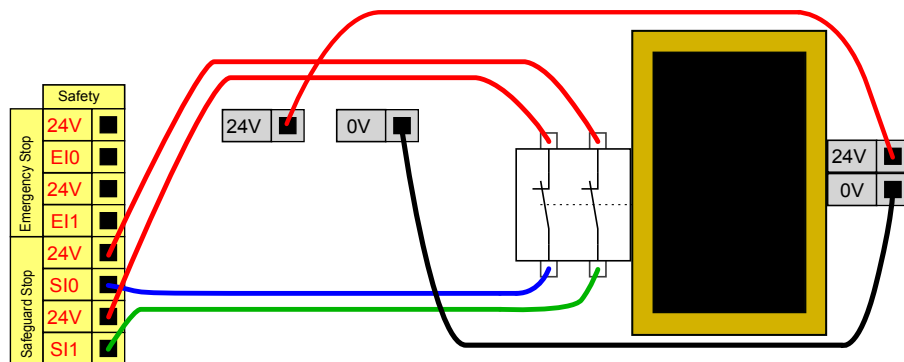 Safety
Emergency Stop
24V
EI0
24V
EI1
Safeguard Stop
24V
SI0
24V
SI1
24V
0V
24V
0V